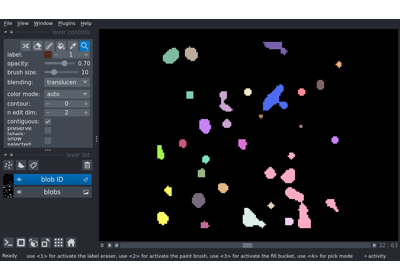 File View Window Plugins Help
layer controls
label: 1
opacity: 0.70
brush size: 10
blending: translucen
color mode: auto
contour: 0
n edit dim: 2
contiguous:
preserve labels:
show selected:
layer list
blob ID
blobs
32 63
Ready use <1> for activate the label eraser, use <2> for activate the paint brush, use <3> for activate the fill bucket, use <4> for pick mode activity